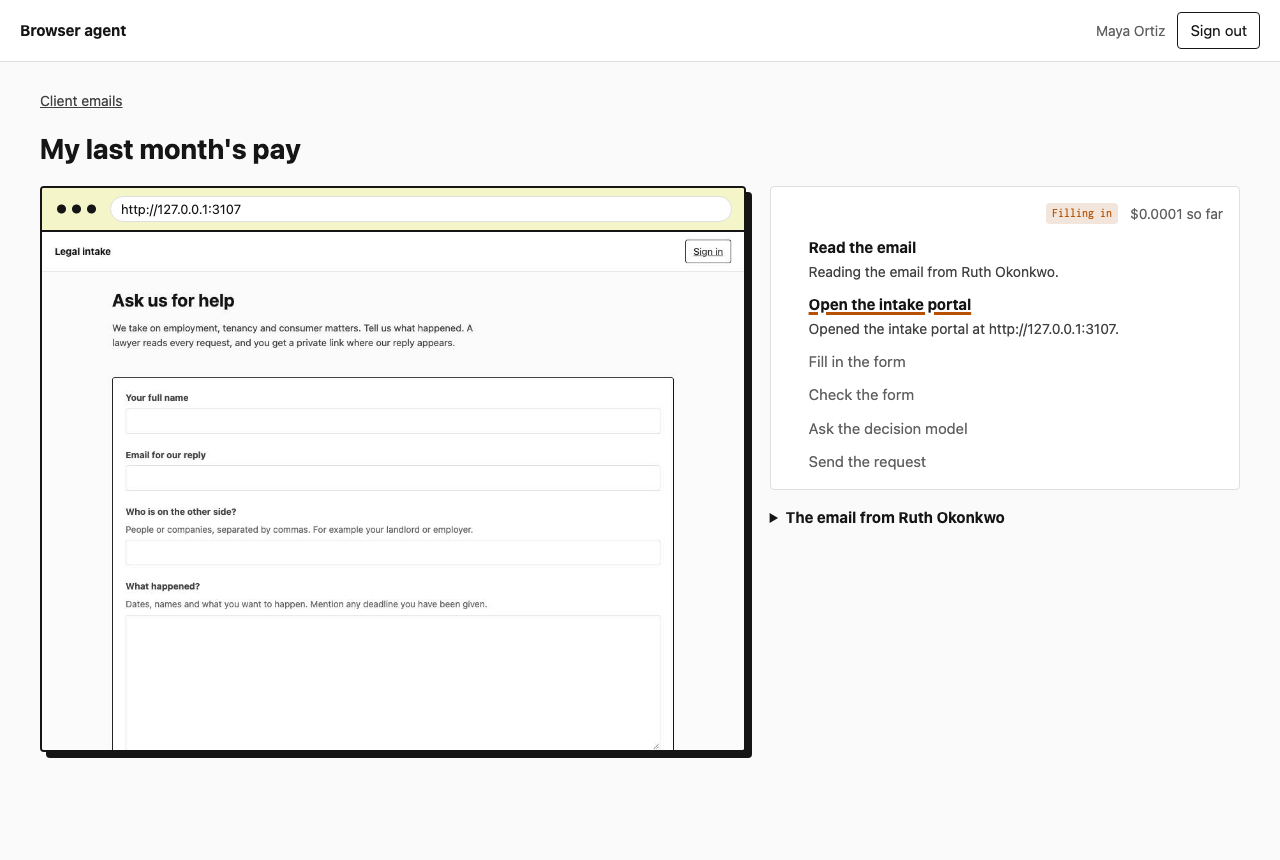 Browser agent
Maya Ortiz
Sign out
Client emails
My last month's pay
http://127.0.0.1:3107
Legal intake
Sign in
Ask us for help
We take on employment, tenancy and consumer matters. Tell us what happened. A
lawyer reads every request, and you get a private link where our reply appears.
Your full name
Email for our reply
Who is on the other side?
People or companies, separated by commas. For example your landlord or employer.
What happened?
Dates, names and what you want to happen. Mention any deadline you have been given.
Filling in
$0.0001 so far
Read the email
Reading the email from Ruth Okonkwo.
Open the intake portal
Opened the intake portal at http://127.0.0.1:3107.
Fill in the form
Check the form
Ask the decision model
Send the request
The email from Ruth Okonkwo